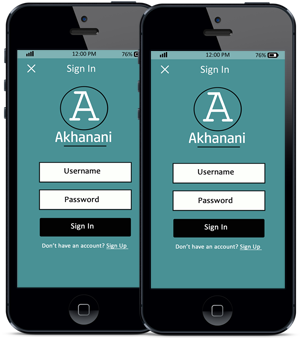 12:00 PM 76%
Sign In
A
Akhanani
Username
Password
Sign In
Don't have an account? Sign Up
12:00 PM 76%
Sign In
A
Akhanani
Username
Password
Sign In
Don't have an account? Sign Up